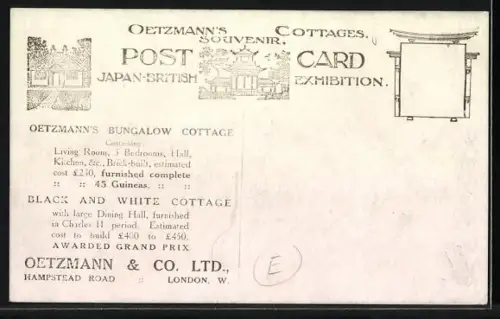 OETZMANN'S COTTAGES.
SOUVENIR.
POST CARD
JAPAN-BRITISH EXHIBITION.
OETZMANN'S BUNGALOW COTTAGE
Containing:
Living Room, 3 Bedrooms, Hall,
Kitchen, &c., Brick-built, estimated
cost £250, furnished complete
:: :: 45 Guineas. :: ::
BLACK AND WHITE COTTAGE
with large Dining Hall, furnished
in Charles II period. Estimated
cost to build £400 to £450.
AWARDED GRAND PRIX
OETZMANN & CO. LTD.,
HAMPSTEAD ROAD LONDON, W.
E